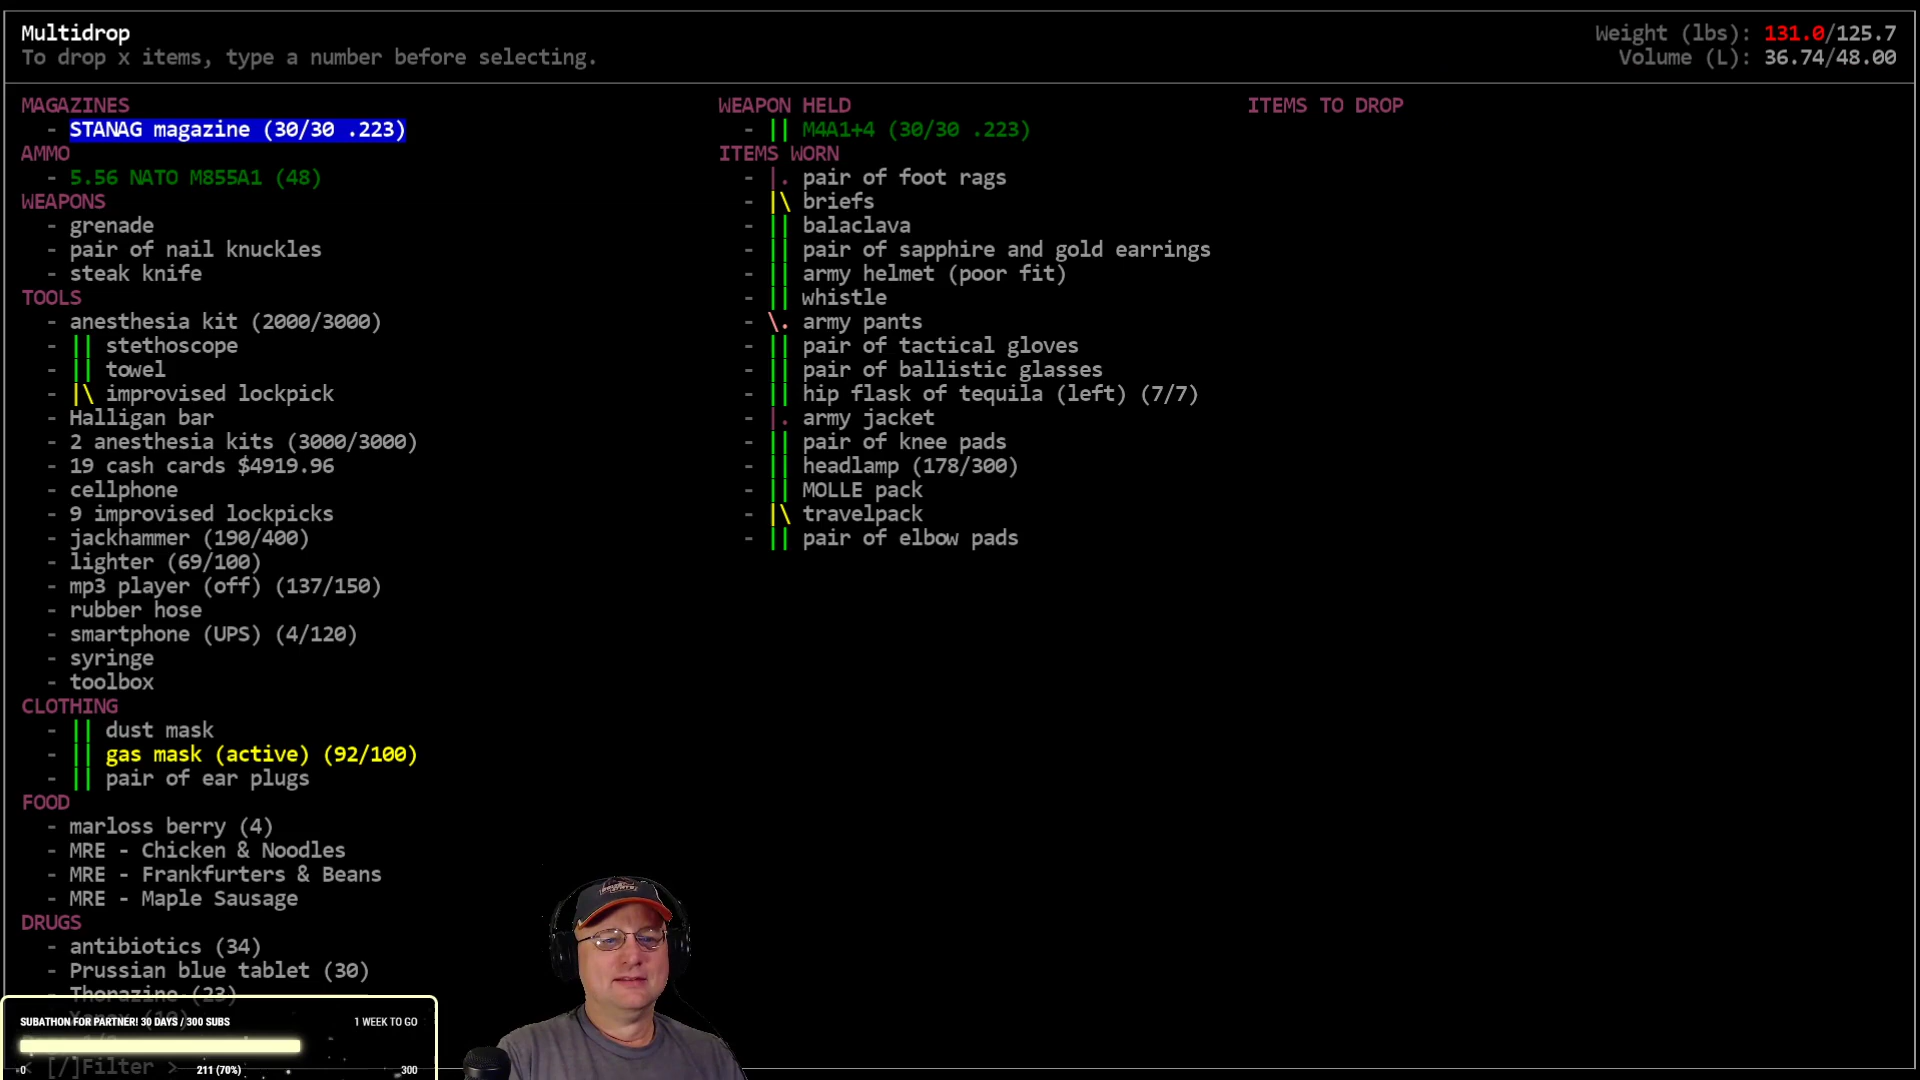 Multidrop
To drop x items, type a number before selecting.
Weight (lbs): 131.0/125.7
Volume (L): 36.74/48.00
MAGAZINES
- STANAG magazine (30/30 .223)
AMMO
- 5.56 NATO M855A1 (48)
WEAPONS
- grenade
- pair of nail knuckles
- steak knife
TOOLS
- anesthesia kit (2000/3000)
- || stethoscope
- || towel
- |\ improvised lockpick
- Halligan bar
- 2 anesthesia kits (3000/3000)
- 19 cash cards $4919.96
- cellphone
- 9 improvised lockpicks
- jackhammer (190/400)
- lighter (69/100)
- mp3 player (off) (137/150)
- rubber hose
- smartphone (UPS) (4/120)
- syringe
- toolbox
CLOTHING
- || dust mask
- || gas mask (active) (92/100)
- || pair of ear plugs
FOOD
- marloss berry (4)
- MRE - Chicken & Noodles
- MRE - Frankfurters & Beans
- MRE - Maple Sausage
DRUGS
- antibiotics (34)
- Prussian blue tablet (30)
- Thorazine (23)
WEAPON HELD
- || M4A1+4 (30/30 .223)
ITEMS WORN
- |. pair of foot rags
- |\ briefs
- || balaclava
- || pair of sapphire and gold earrings
- || army helmet (poor fit)
- || whistle
- \. army pants
- || pair of tactical gloves
- || pair of ballistic glasses
- || hip flask of tequila (left) (7/7)
- |. army jacket
- || pair of knee pads
- || headlamp (178/300)
- || MOLLE pack
- |\ travelpack
- || pair of elbow pads
ITEMS TO DROP
SUBATHON FOR PARTNER! 30 DAYS / 300 SUBS
1 WEEK TO GO
< [/]Filter >
0
211 (70%)
300